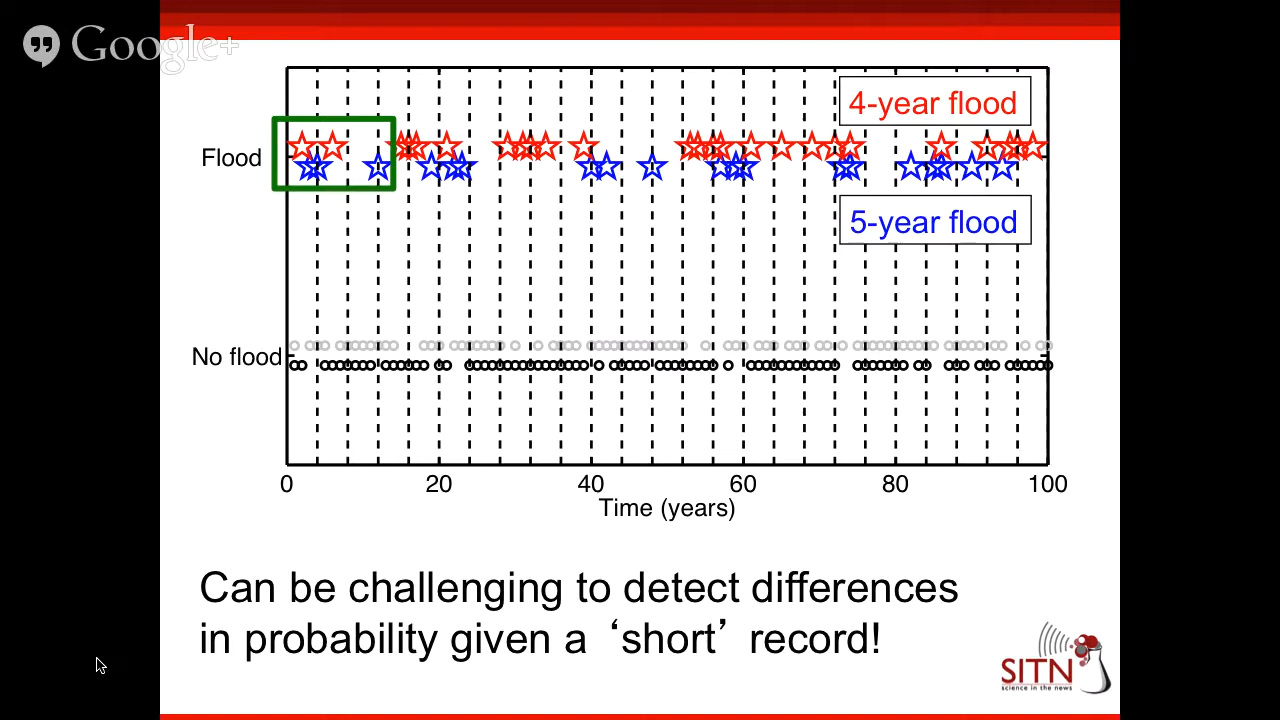 Google+
4-year flood
Flood
5-year flood
No flood
0 20 40 60 80 100
Time (years)
Can be challenging to detect differences
in probability given a ‘short’ record!
SITN
science in the news